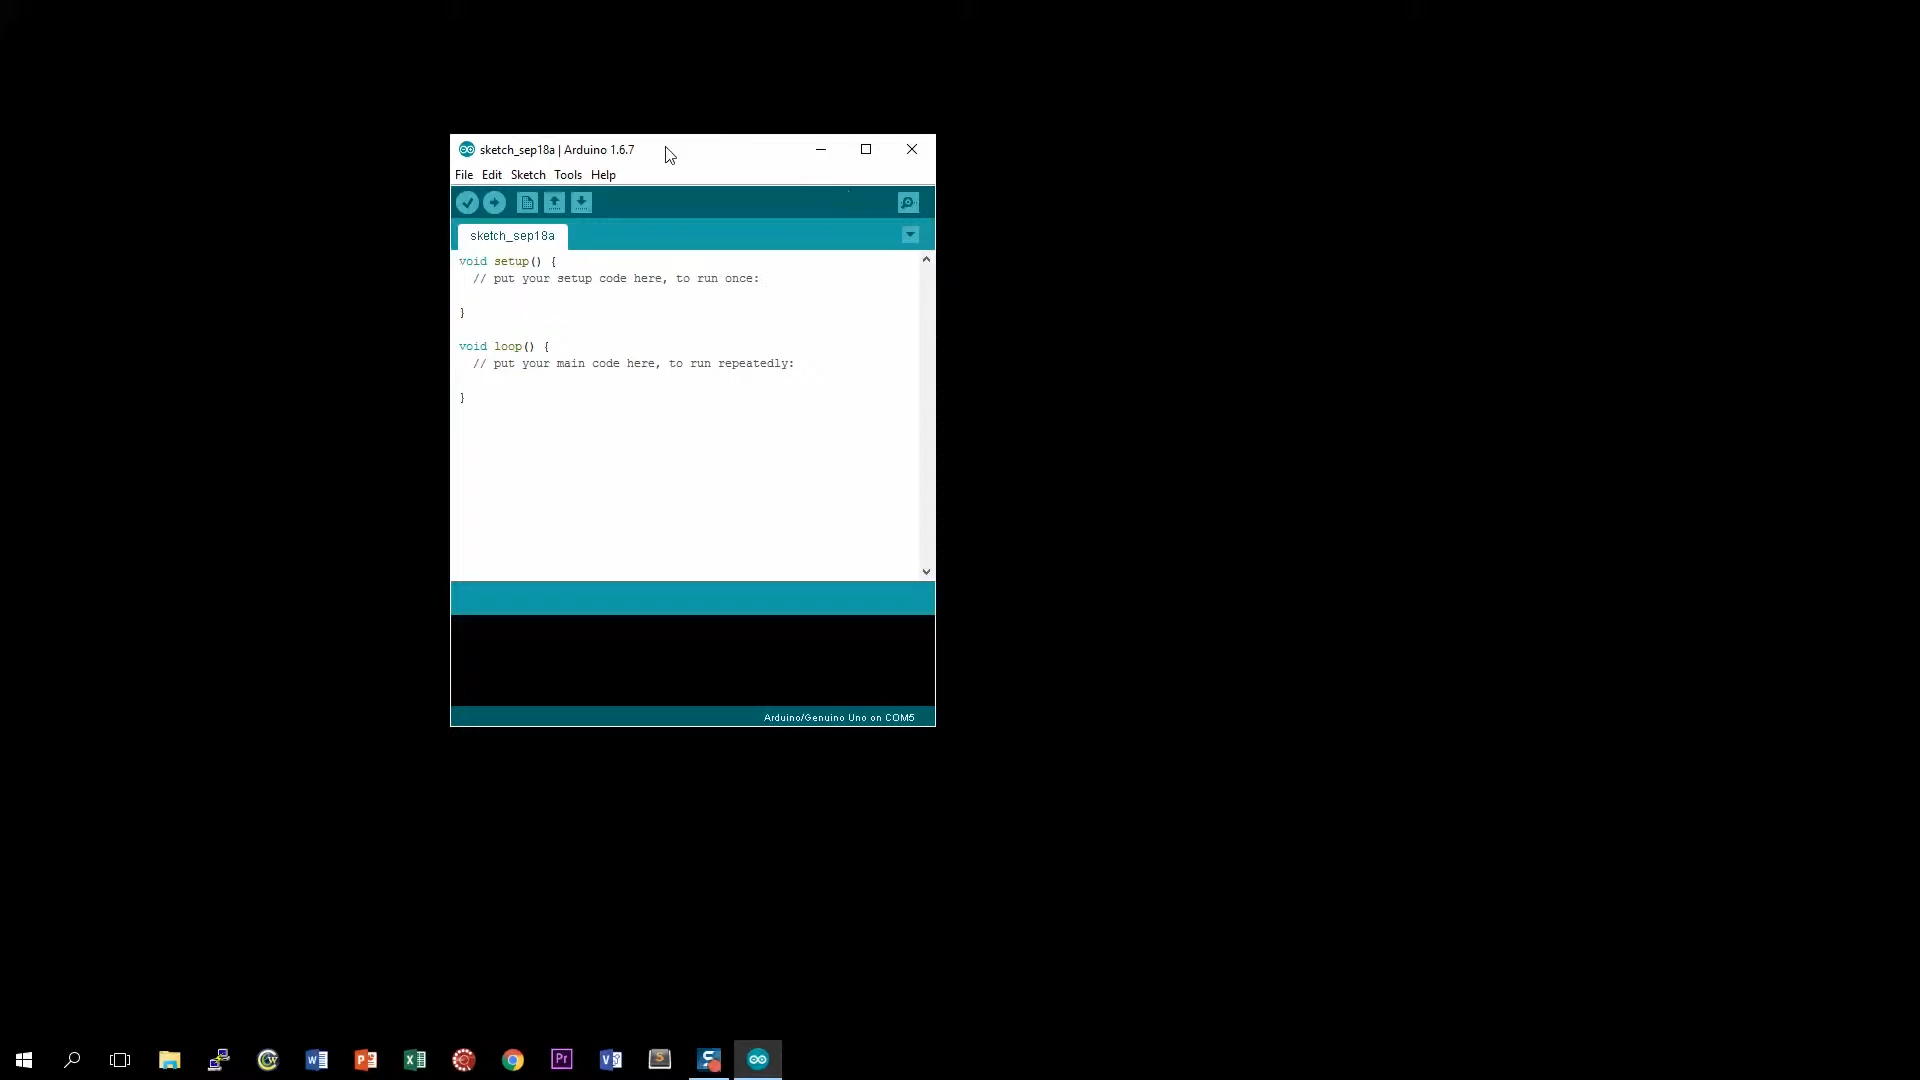 sketch_sep18a | Arduino 1.6.7
File Edit Sketch Tools Help
sketch_sep18a
void setup() {
  // put your setup code here, to run once:
}
void loop() {
  // put your main code here, to run repeatedly:
}
Arduino/Genuino Uno on COM5